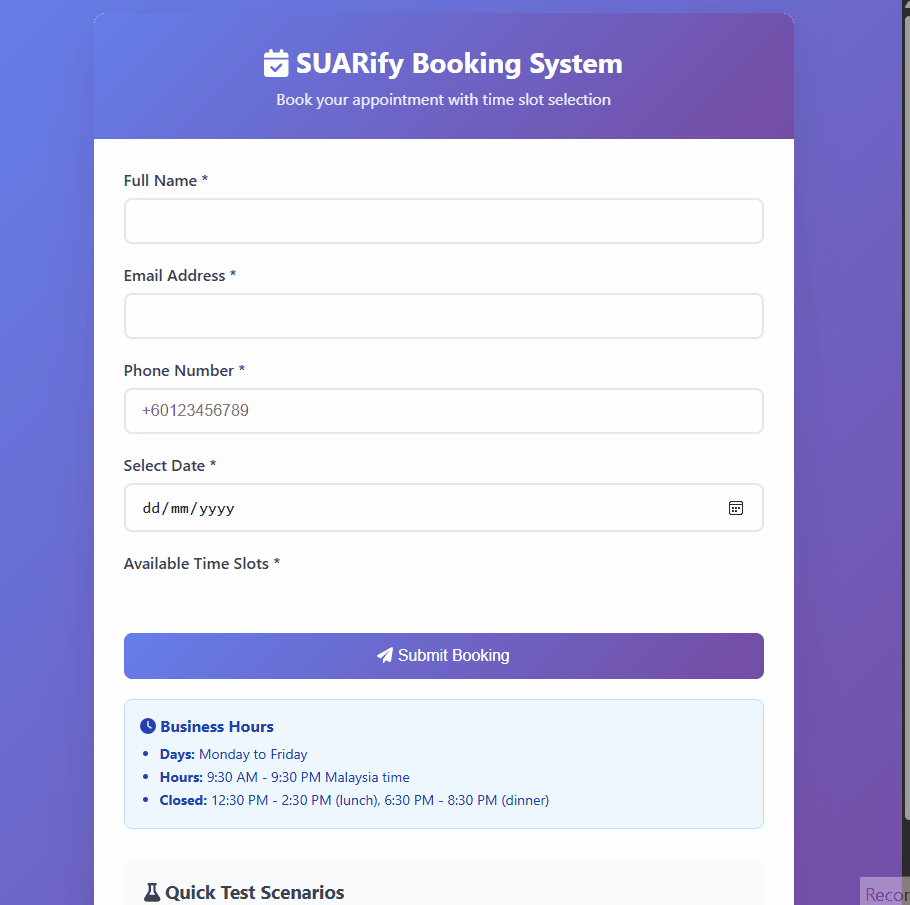 SUARify Booking System
Book your appointment with time slot selection
Full Name *
Email Address *
Phone Number *
+60123456789
Select Date *
dd/mm/yyyy
Available Time Slots *
Submit Booking
Business Hours
Days: Monday to Friday
Hours: 9:30 AM - 9:30 PM Malaysia time
Closed: 12:30 PM - 2:30 PM (lunch), 6:30 PM - 8:30 PM (dinner)
Quick Test Scenarios
Recor